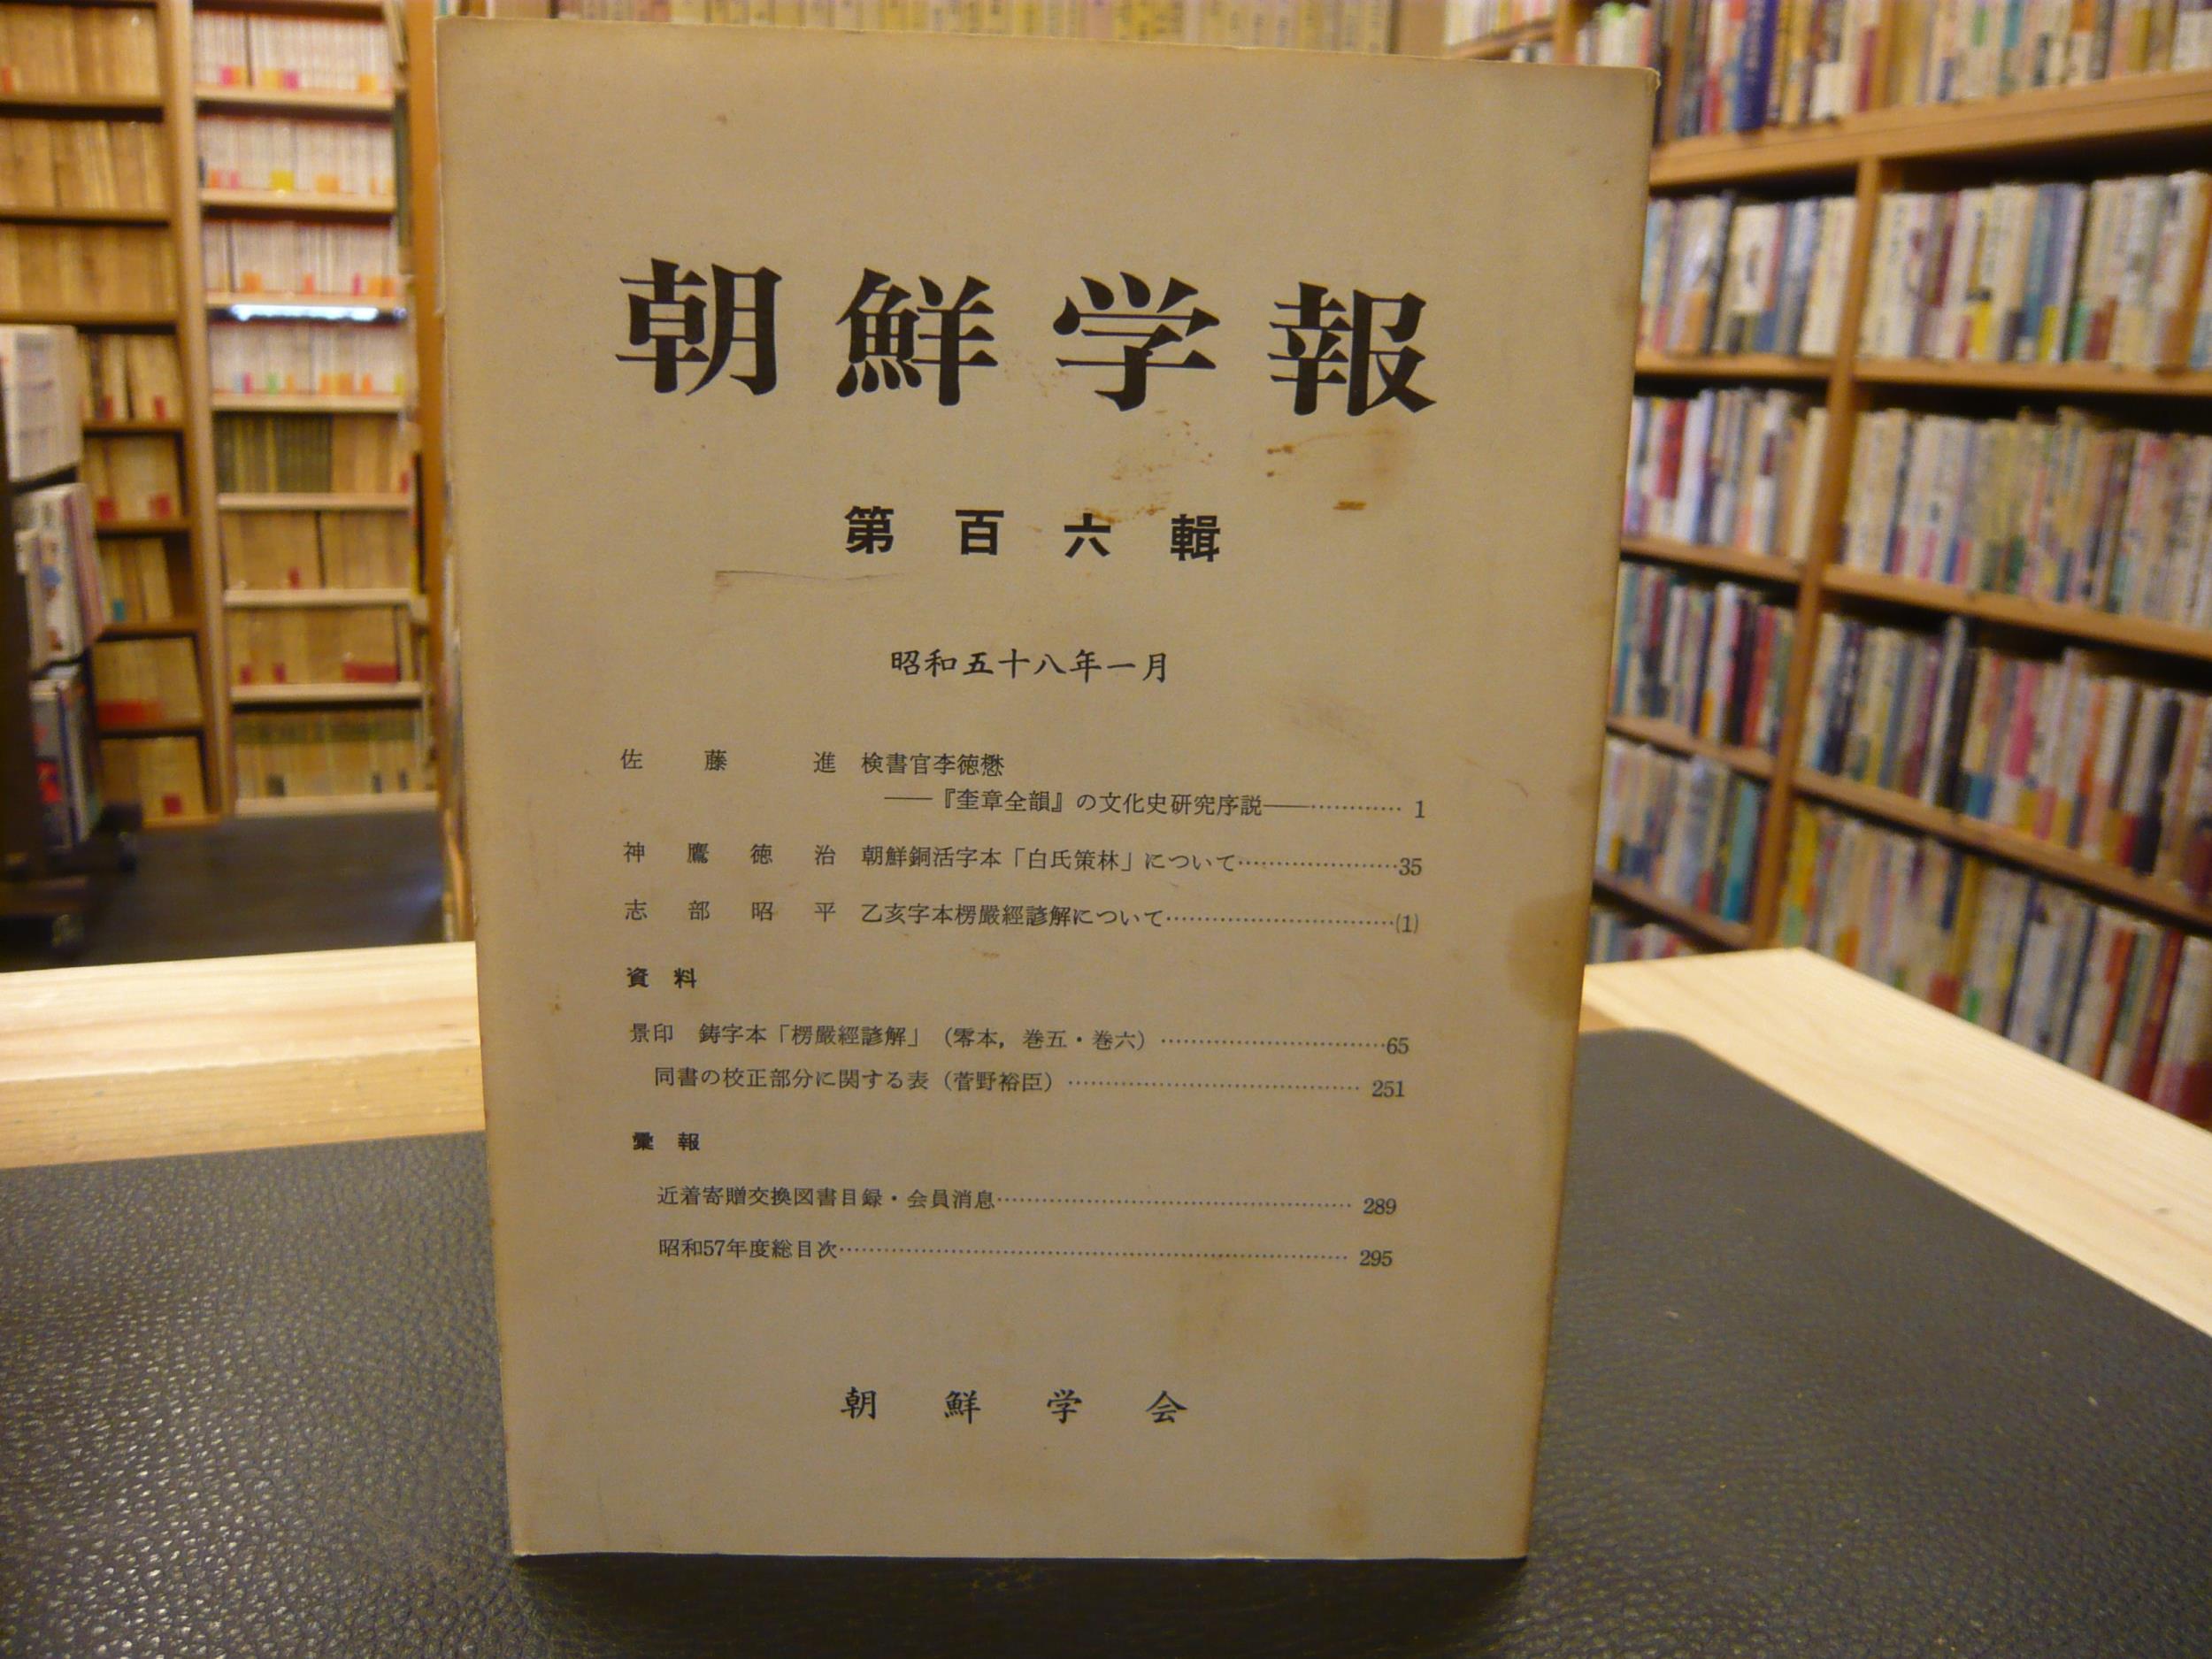 朝鮮学報
第百六輯
昭和五十八年一月
佐藤進 検書官李徳懋
――『奎章全韻』の文化史研究序説――………… 1
神鷹徳治 朝鮮銅活字本「白氏策林」について…………………35
志部昭平 乙亥字本楞嚴經諺解について…………………………(1)
資料
景印 鋳字本「楞嚴經諺解」(零本，巻五・巻六)…………………………65
同書の校正部分に関する表(菅野裕臣)………………………………… 251
彙報
近着寄贈交換図書目録・会員消息………………………………………… 289
昭和57年度総目次…………………………………………………………… 295
朝鮮学会